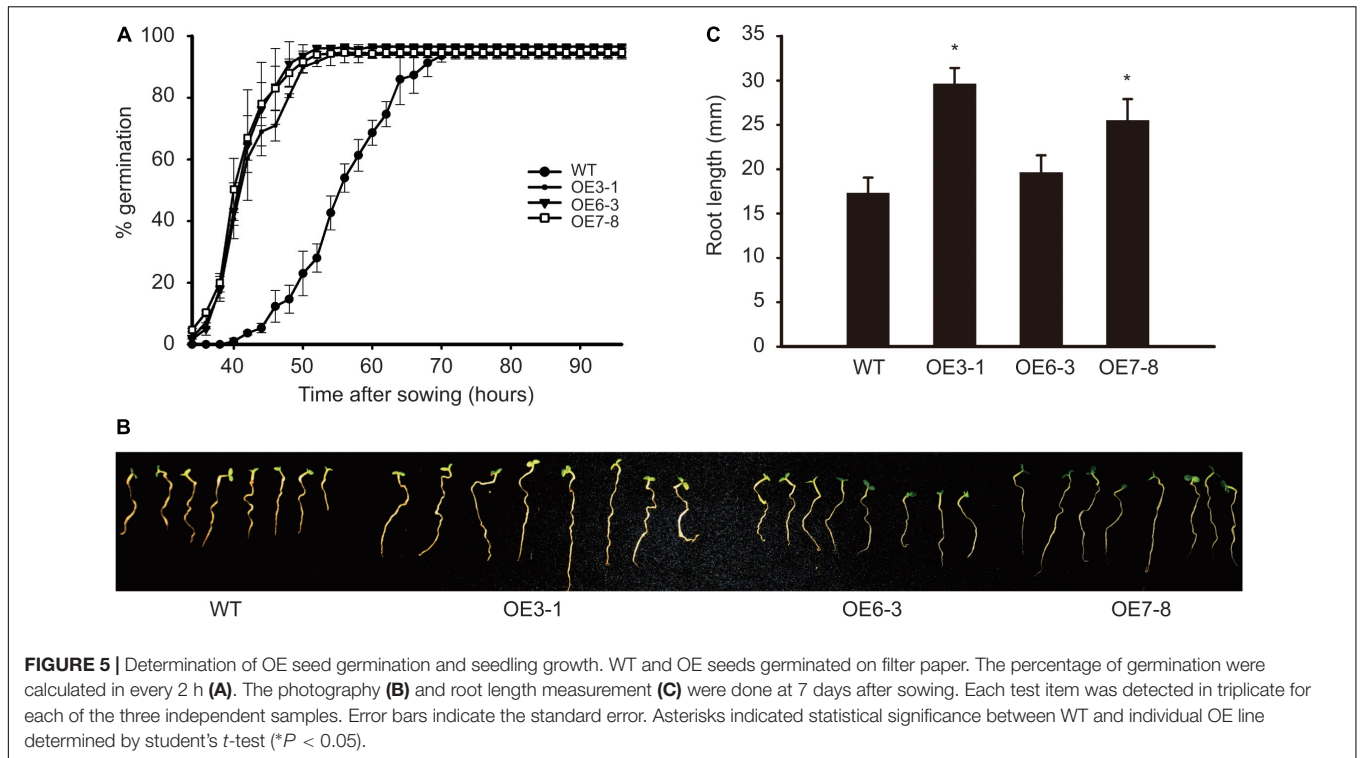 A
100
80
60
40
20
0
% germination
40 50 60 70 80 90
Time after sowing (hours)
WT
OE3-1
OE6-3
OE7-8
C
35
30
25
20
15
10
5
0
Root length (mm)
* *
WT OE3-1 OE6-3 OE7-8
B
WT OE3-1 OE6-3 OE7-8
FIGURE 5 | Determination of OE seed germination and seedling growth. WT and OE seeds germinated on filter paper. The percentage of germination were
calculated in every 2 h (A). The photography (B) and root length measurement (C) were done at 7 days after sowing. Each test item was detected in triplicate for
each of the three independent samples. Error bars indicate the standard error. Asterisks indicated statistical significance between WT and individual OE line
determined by student's t-test (*P < 0.05).